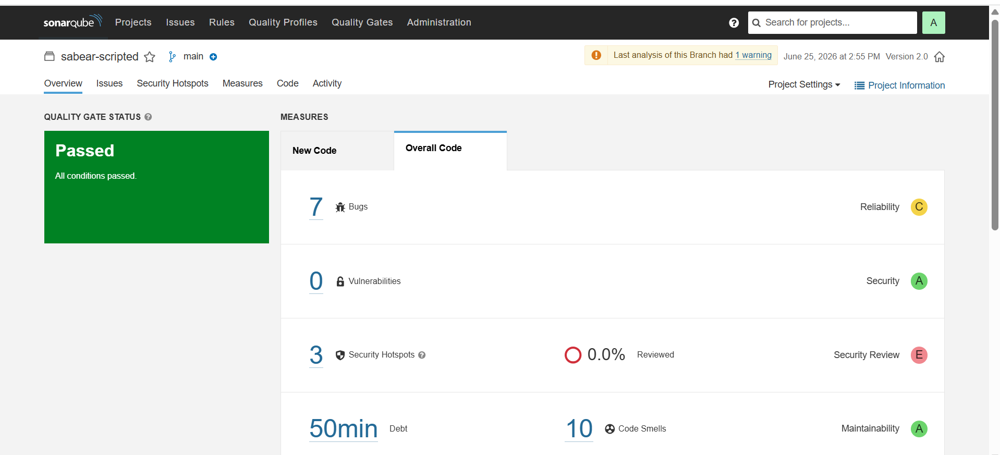 sonarqube Projects Issues Rules Quality Profiles Quality Gates Administration ? Search for projects... A
sabear-scripted main Last analysis of this Branch had 1 warning June 25, 2026 at 2:55 PM Version 2.0
Overview Issues Security Hotspots Measures Code Activity Project Settings Project Information
QUALITY GATE STATUS ? MEASURES
Passed
All conditions passed.
New Code Overall Code
7 Bugs Reliability C
0 Vulnerabilities Security A
3 Security Hotspots ? 0.0% Reviewed Security Review E
50min Debt 10 Code Smells Maintainability A